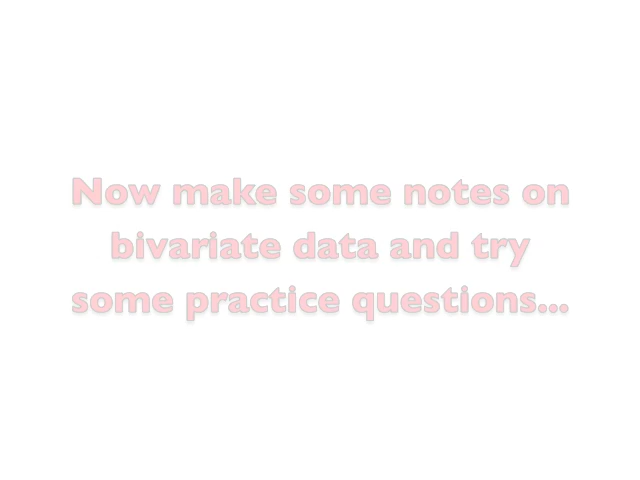 Now make some notes on
bivariate data and try
some practice questions...